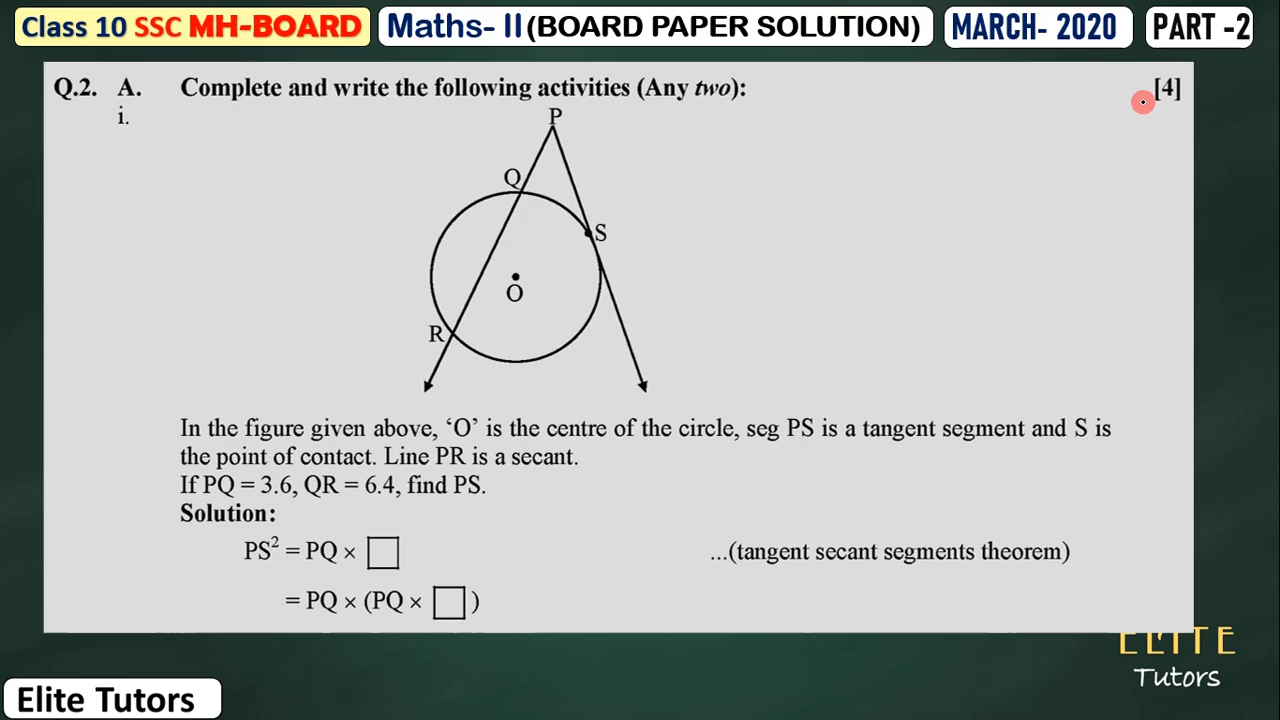 Class 10 SSC MH-BOARD Maths- II (BOARD PAPER SOLUTION) MARCH- 2020 PART -2
Q.2. A. Complete and write the following activities (Any two): [4]
i.
P
Q
S
O
R
In the figure given above, ‘O’ is the centre of the circle, seg PS is a tangent segment and S is
the point of contact. Line PR is a secant.
If PQ = 3.6, QR = 6.4, find PS.
Solution:
PS² = PQ × □ ...(tangent secant segments theorem)
= PQ × (PQ × □)
ELITE
Tutors
Elite Tutors